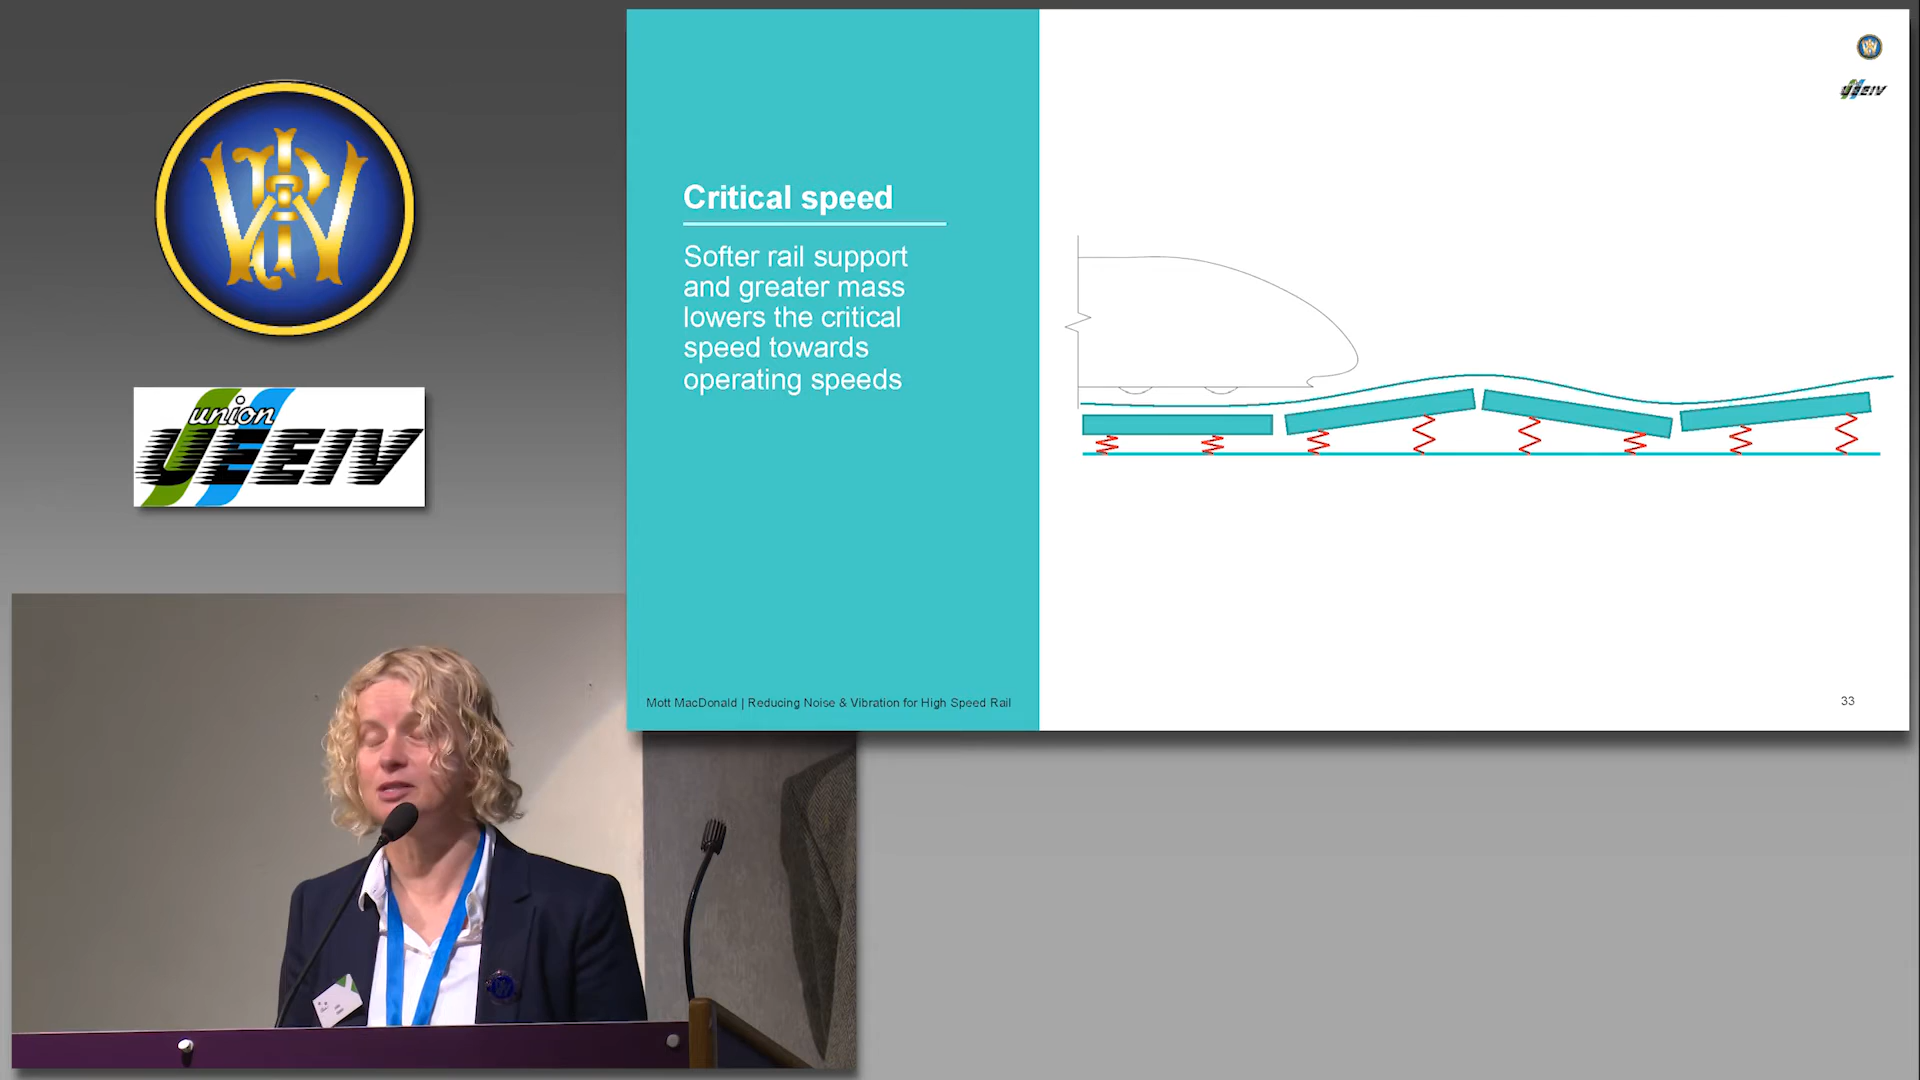 PWI
union
UEEIV
Critical speed
Softer rail support
and greater mass
lowers the critical
speed towards
operating speeds
Mott MacDonald | Reducing Noise & Vibration for High Speed Rail
33
UEEIV